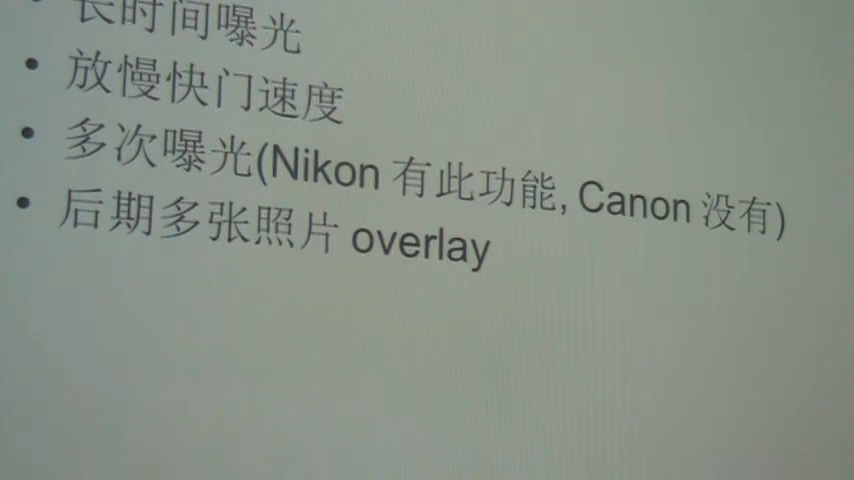 • 长时间曝光
• 放慢快门速度
• 多次曝光(Nikon 有此功能, Canon 没有)
• 后期多张照片 overlay